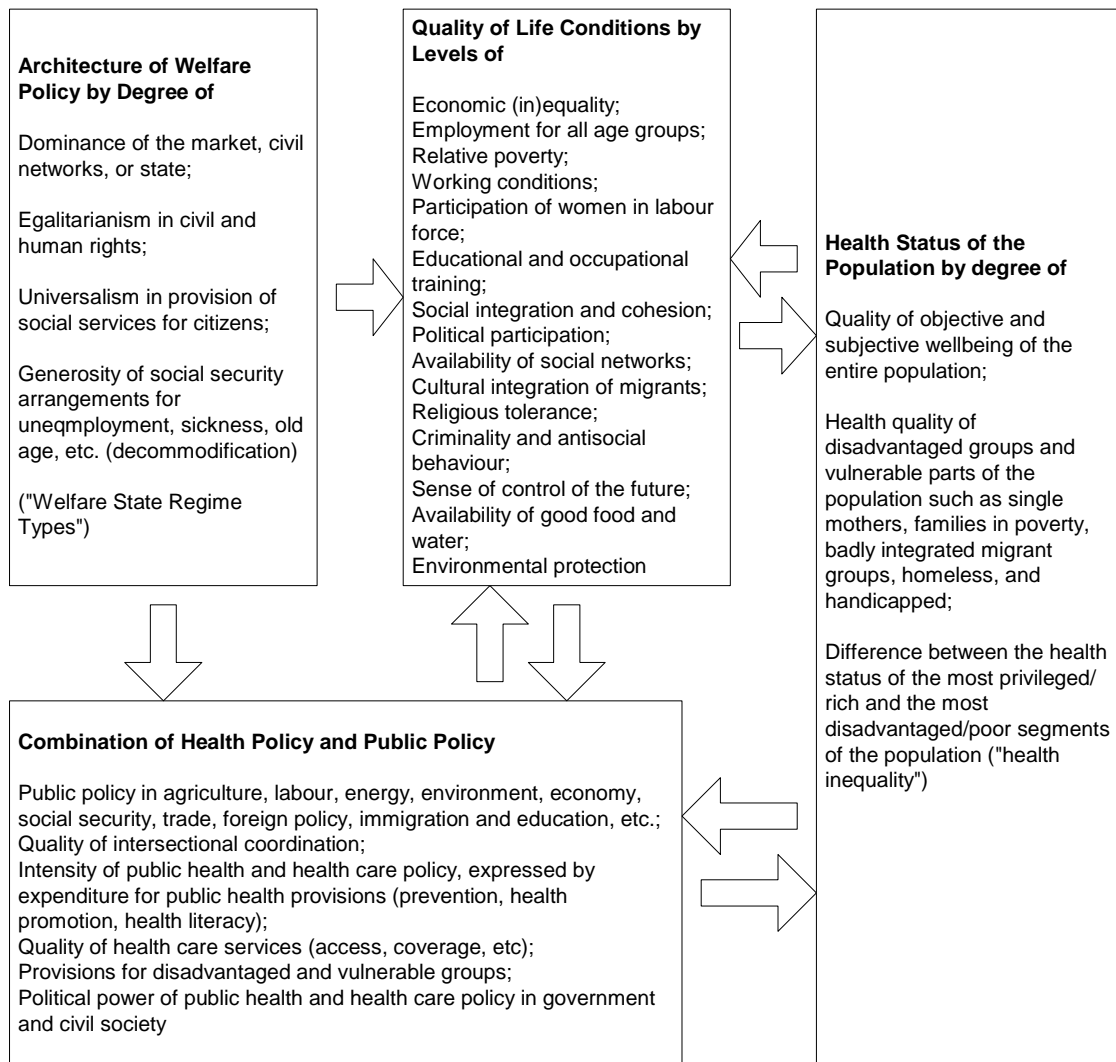 Architecture of Welfare
Policy by Degree of
Dominance of the market, civil
networks, or state;
Egalitarianism in civil and
human rights;
Universalism in provision of
social services for citizens;
Generosity of social security
arrangements for
uneqmployment, sickness, old
age, etc. (decommodification)
("Welfare State Regime
Types")
Quality of Life Conditions by
Levels of
Economic (in)equality;
Employment for all age groups;
Relative poverty;
Working conditions;
Participation of women in labour
force;
Educational and occupational
training;
Social integration and cohesion;
Political participation;
Availability of social networks;
Cultural integration of migrants;
Religious tolerance;
Criminality and antisocial
behaviour;
Sense of control of the future;
Availability of good food and
water;
Environmental protection
Health Status of the
Population by degree of
Quality of objective and
subjective wellbeing of the
entire population;
Health quality of
disadvantaged groups and
vulnerable parts of the
population such as single
mothers, families in poverty,
badly integrated migrant
groups, homeless, and
handicapped;
Difference between the health
status of the most privileged/
rich and the most
disadvantaged/poor segments
of the population ("health
inequality")
Combination of Health Policy and Public Policy
Public policy in agriculture, labour, energy, environment, economy,
social security, trade, foreign policy, immigration and education, etc.;
Quality of intersectional coordination;
Intensity of public health and health care policy, expressed by
expenditure for public health provisions (prevention, health
promotion, health literacy);
Quality of health care services (access, coverage, etc);
Provisions for disadvantaged and vulnerable groups;
Political power of public health and health care policy in government
and civil society